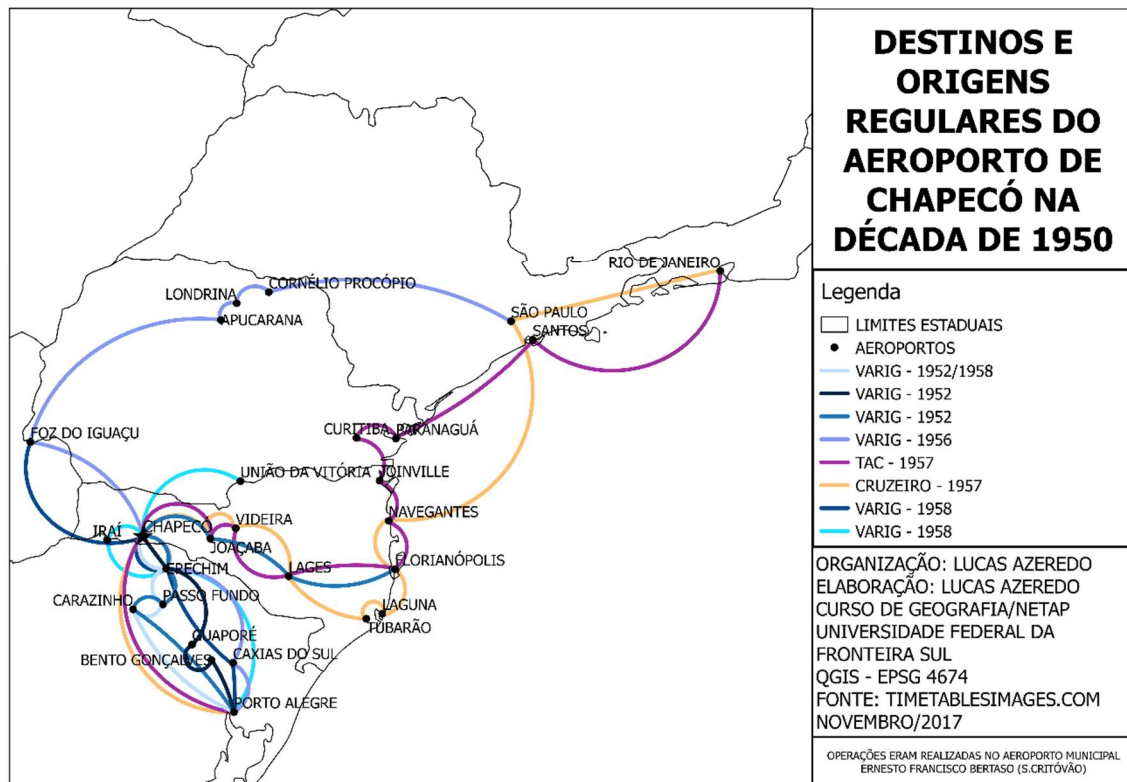 DESTINOS E
ORIGENS
REGULARES DO
AEROPORTO DE
CHAPECÓ NA
DÉCADA DE 1950
Legenda
LIMITES ESTADUAIS
AEROPORTOS
VARIG - 1952/1958
VARIG - 1952
VARIG - 1952
VARIG - 1956
TAC - 1957
CRUZEIRO - 1957
VARIG - 1958
VARIG - 1958
ORGANIZAÇÃO: LUCAS AZEREDO
ELABORAÇÃO: LUCAS AZEREDO
CURSO DE GEOGRAFIA/NETAP
UNIVERSIDADE FEDERAL DA
FRONTEIRA SUL
QGIS - EPSG 4674
FONTE: TIMETABLESIMAGES.COM
NOVEMBRO/2017
OPERAÇÕES ERAM REALIZADAS NO AEROPORTO MUNICIPAL
ERNESTO FRANCISCO BERTASO (S.CRITÓVÃO)
RIO DE JANEIRO
CORNÉLIO PROCÓPIO
LONDRINA
APUCARANA
SÃO PAULO
SANTOS
FOZ DO IGUAÇU
CURITIBA
PARANAGUÁ
UNIÃO DA VITÓRIA
JOINVILLE
NAVEGANTES
IRAÍ
CHAPECÓ
VIDEIRA
JOAÇABA
FLORIANÓPOLIS
ERECHIM
LAGES
CARAZINHO
PASSO FUNDO
LAGUNA
TUBARÃO
GUAPORÉ
BENTO GONÇALVES
CAXIAS DO SUL
PORTO ALEGRE